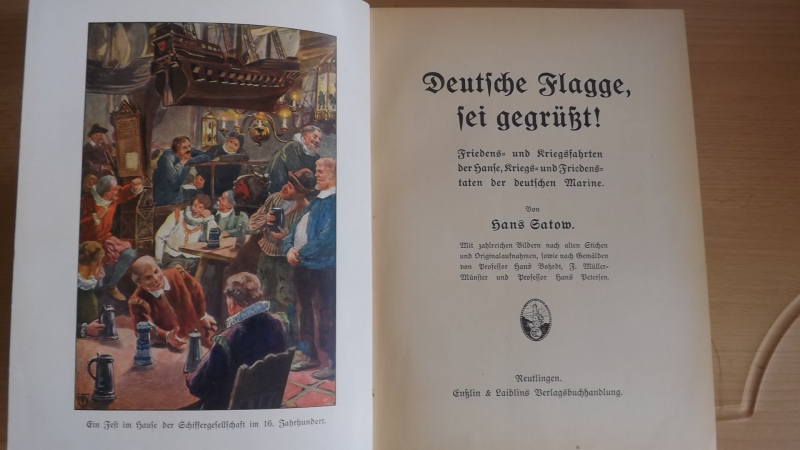 Ein Fest im Hause der Schiffergesellschaft im 16. Jahrhundert.
Deutsche Flagge,
sei gegrüßt!
Friedens- und Kriegsfahrten
der Hanse, Kriegs- und Friedens-
taten der deutschen Marine.
Von
Hans Satow.
Mit zahlreichen Bildern nach alten Stichen
und Originalaufnahmen, sowie nach Gemälden
von Professor Hans Bohrdt, F. Müller-
Münster und Professor Hans Petersen.
Reutlingen.
Enßlin & Laiblins Verlagsbuchhandlung.